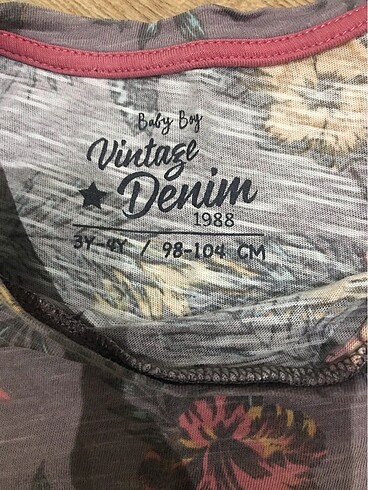 Baby Boy
Vintage
★ Denim
1988
3Y-4Y / 98-104 CM